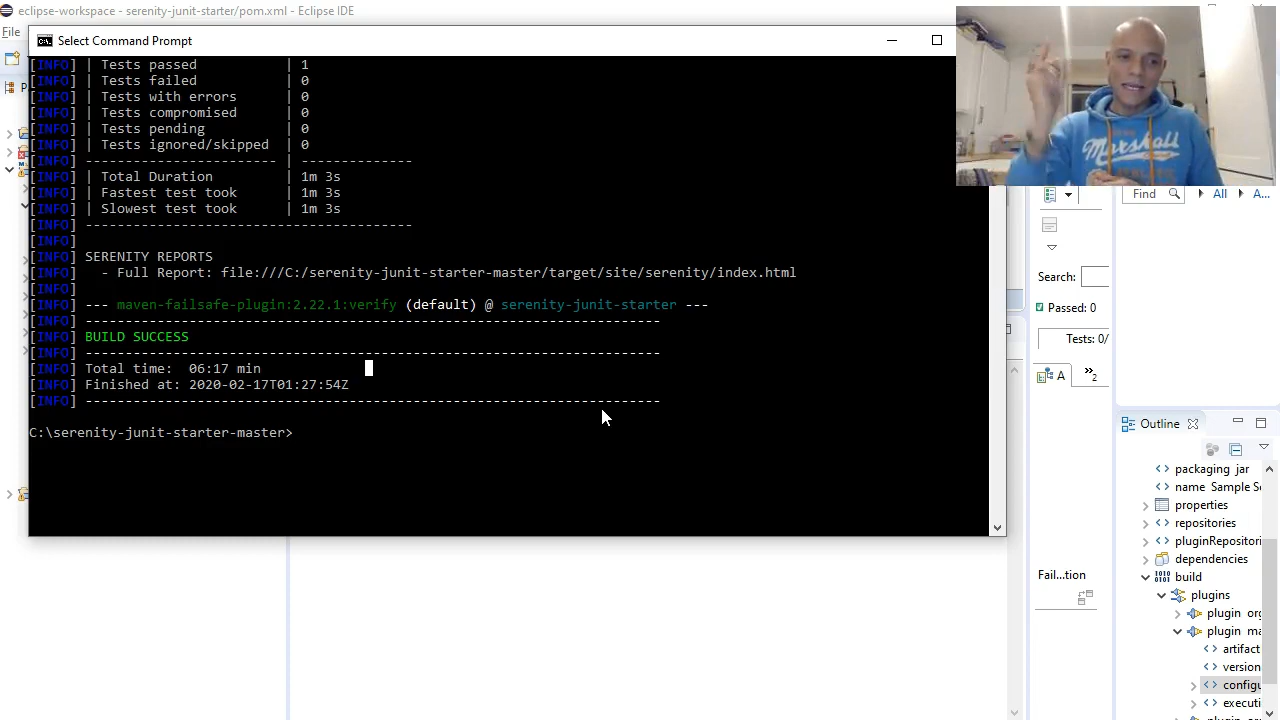 eclipse-workspace - serenity-junit-starter/pom.xml - Eclipse IDE
File
Select Command Prompt
[INFO] | Tests passed | 1
[INFO] | Tests failed | 0
[INFO] | Tests with errors | 0
[INFO] | Tests compromised | 0
[INFO] | Tests pending | 0
[INFO] | Tests ignored/skipped | 0
[INFO] ------------------------ | --------------
[INFO] | Total Duration | 1m 3s
[INFO] | Fastest test took | 1m 3s
[INFO] | Slowest test took | 1m 3s
[INFO] -----------------------------------------
[INFO]
[INFO] SERENITY REPORTS
[INFO]   - Full Report: file:///C:/serenity-junit-starter-master/target/site/serenity/index.html
[INFO]
[INFO] --- maven-failsafe-plugin:2.22.1:verify (default) @ serenity-junit-starter ---
[INFO] ------------------------------------------------------------------------
[INFO] BUILD SUCCESS
[INFO] ------------------------------------------------------------------------
[INFO] Total time:  06:17 min
[INFO] Finished at: 2020-02-17T01:27:54Z
[INFO] ------------------------------------------------------------------------
C:\serenity-junit-starter-master>
Marshall
Find
All
A...
Search:
Passed: 0
Tests: 0/
A
2
Fail...tion
Outline
packaging jar
name Sample Se
properties
repositories
pluginRepositori
dependencies
build
plugins
plugin org
plugin ma
artifact
version
configu
executi